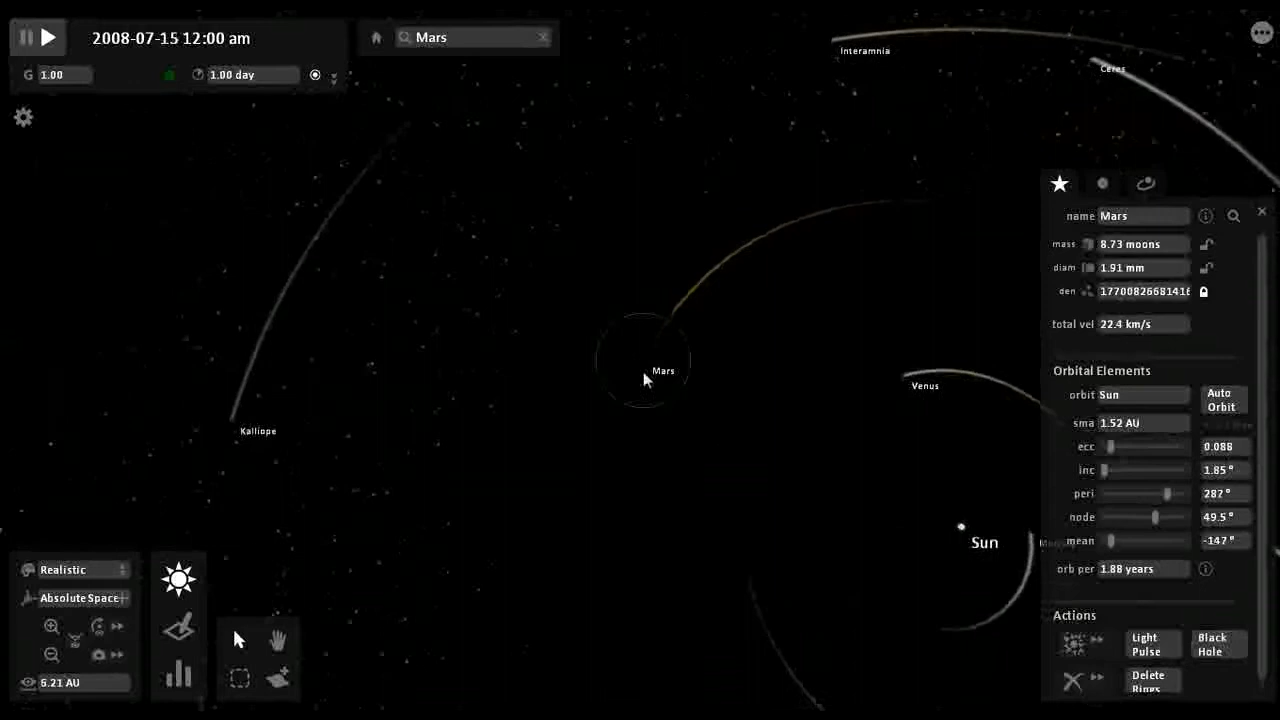 2008-07-15 12:00 am
Mars
G 1.00
1.00 day
Interamnia
Ceres
name Mars
mass 8.73 moons
diam 1.91 mm
den
total vel 22.4 km/s
Mars
Orbital Elements
Venus
orbit Sun
Auto Orbit
sma 1.52 AU
Kalliope
ecc 0.088
inc 1.85°
peri 287°
node 49.5°
Sun
mean -147°
Realistic
orb per 1.88 years
Absolute Space
Actions
Light Pulse
Black Hole
5.21 AU
Delete Rings